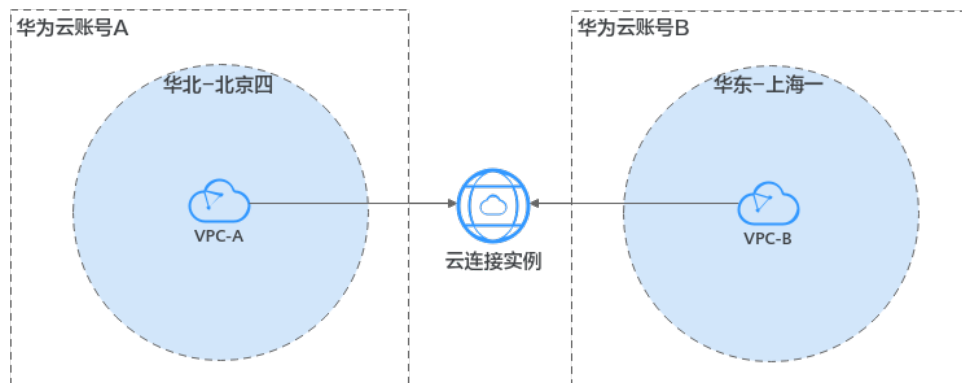 华为云账号A
华为云账号B
华北-北京四
华东-上海一
VPC-A
VPC-B
云连接实例